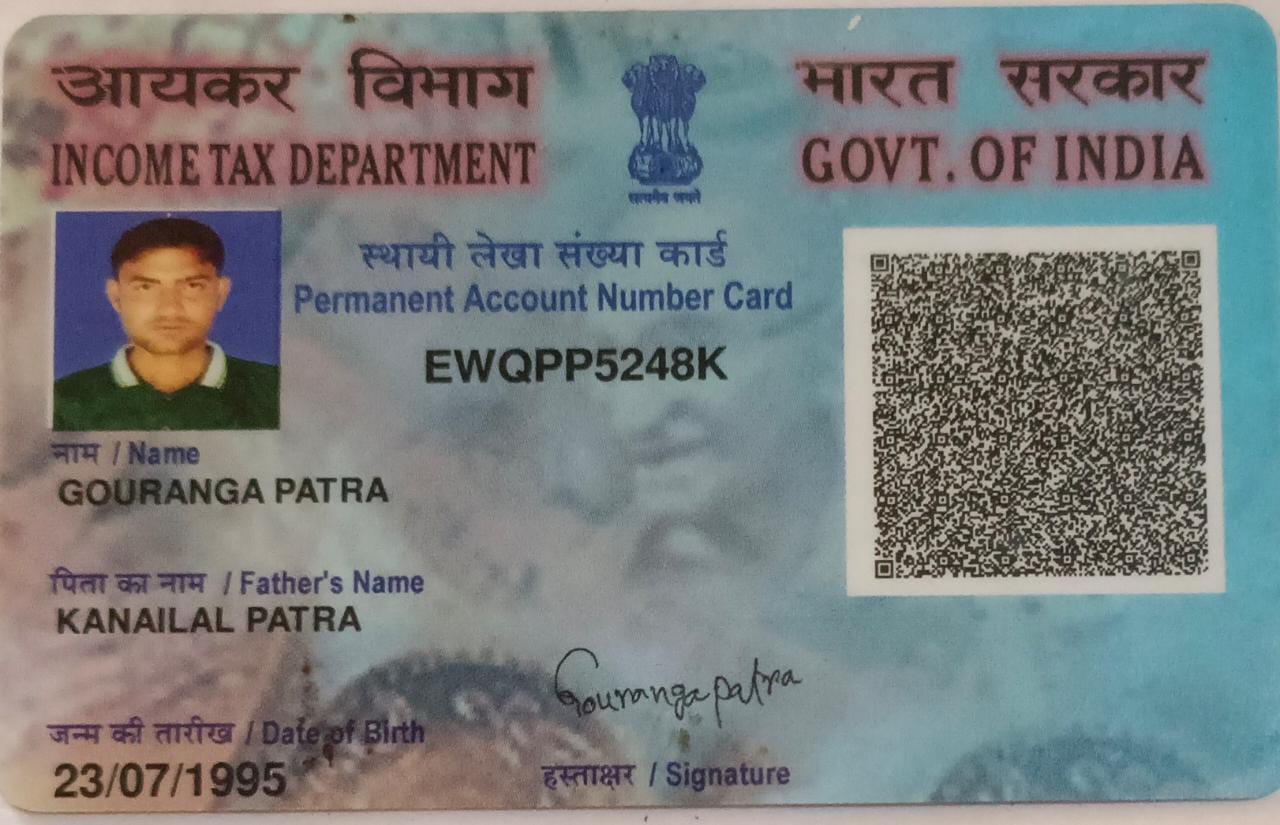 आयकर विभाग
INCOME TAX DEPARTMENT
भारत सरकार
GOVT. OF INDIA
सत्यमेव जयते
स्थायी लेखा संख्या कार्ड
Permanent Account Number Card
EWQPP5248K
नाम / Name
GOURANGA PATRA
पिता का नाम / Father's Name
KANAILAL PATRA
Gouranga patra
जन्म की तारीख / Date of Birth
23/07/1995
हस्ताक्षर / Signature